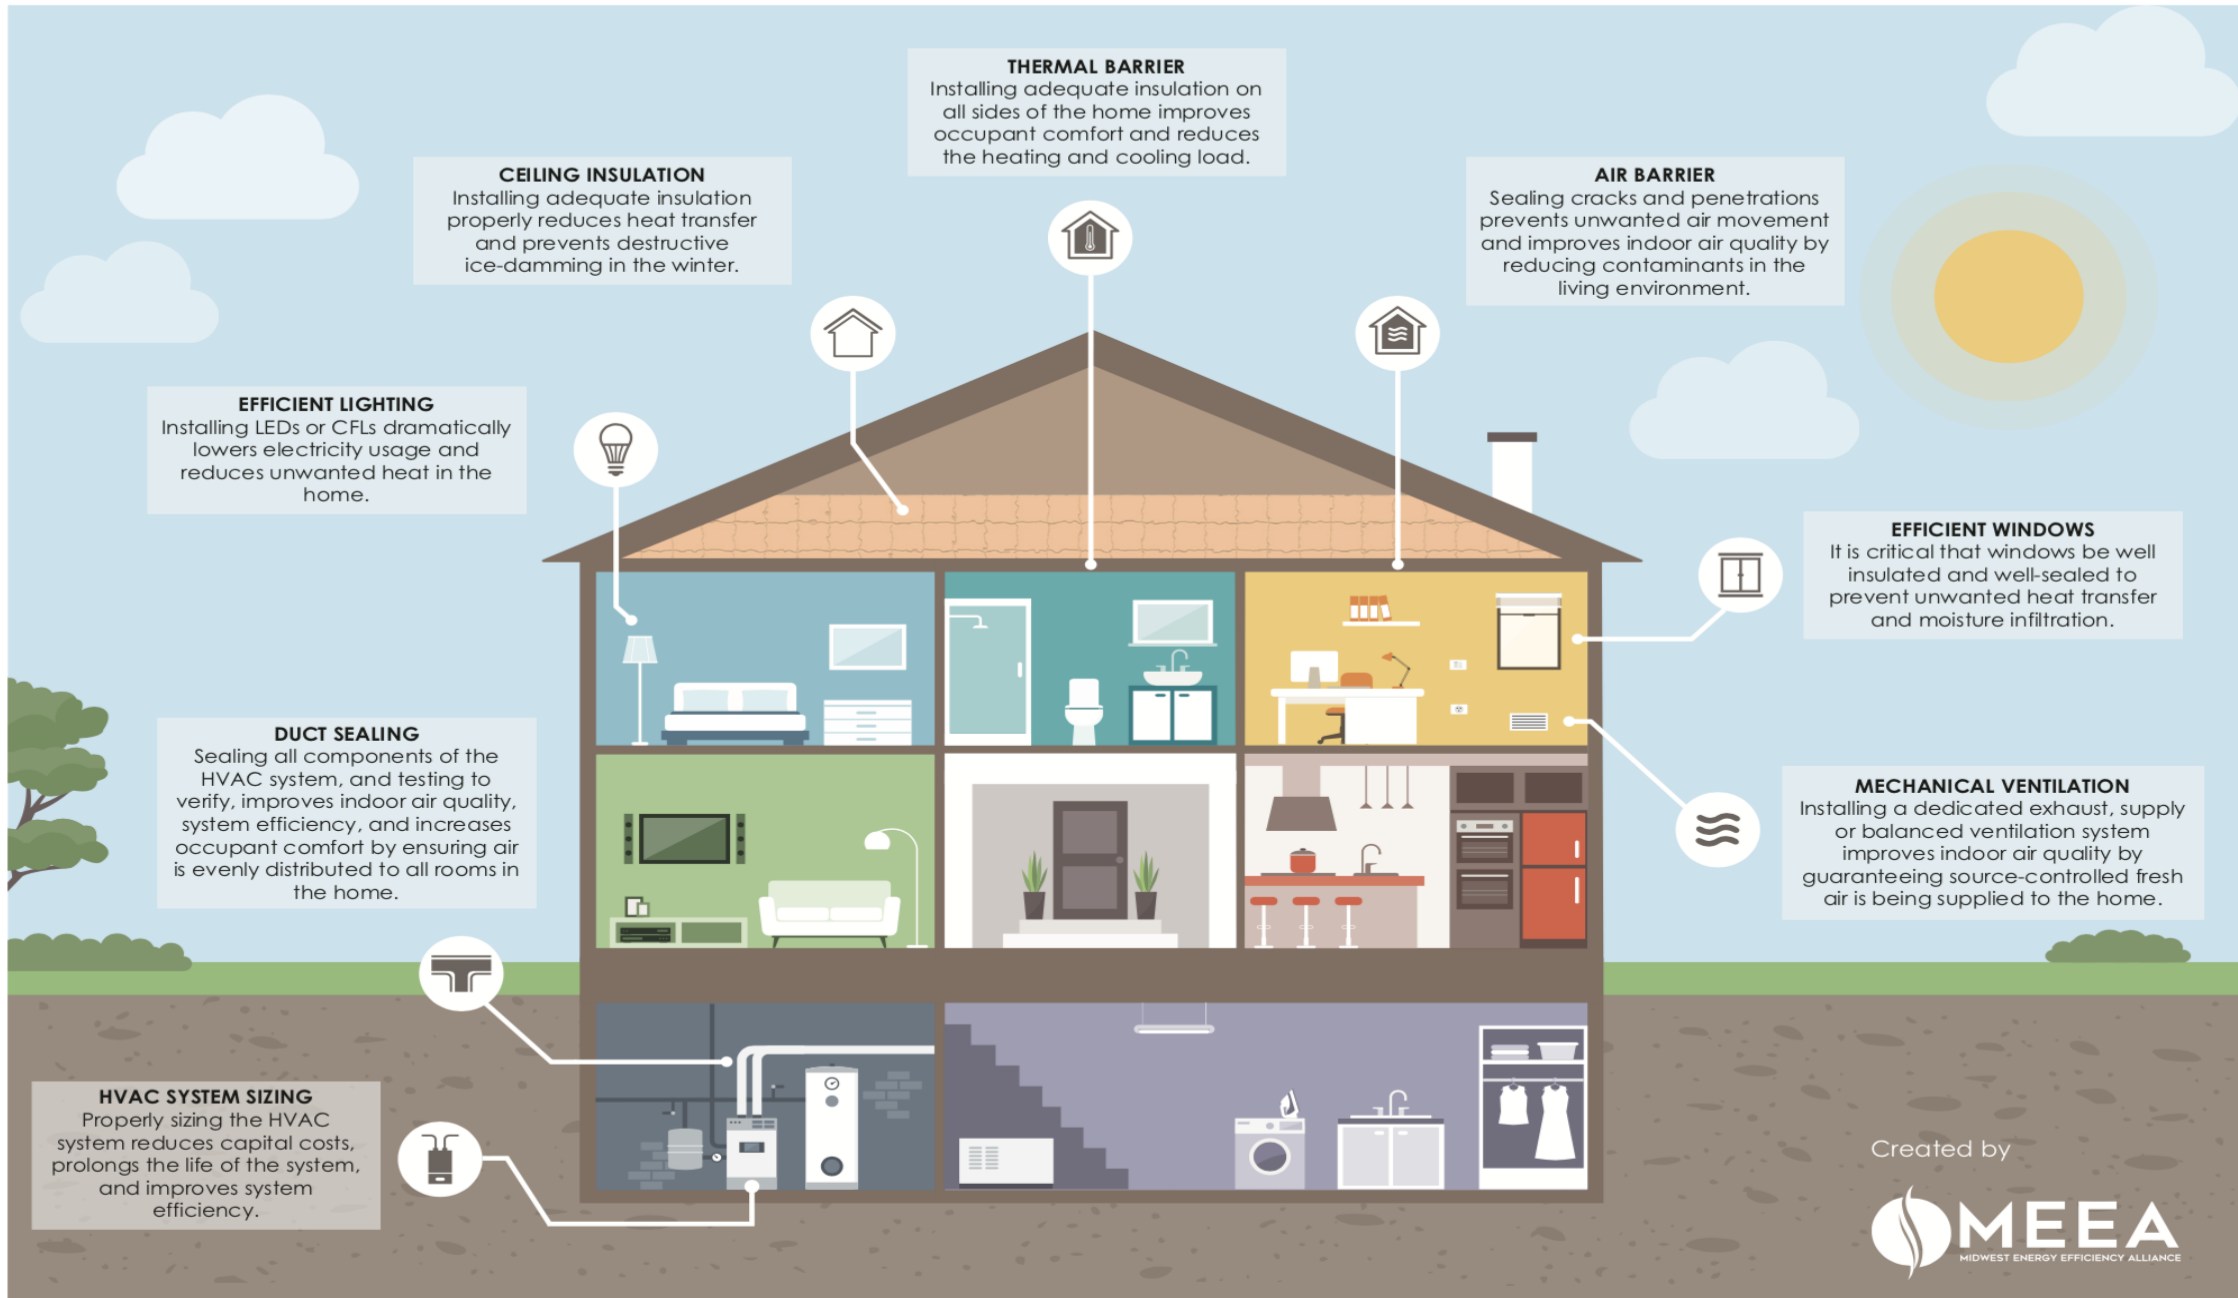 THERMAL BARRIER
Installing adequate insulation on
all sides of the home improves
occupant comfort and reduces
the heating and cooling load.
CEILING INSULATION
Installing adequate insulation
properly reduces heat transfer
and prevents destructive
ice-damming in the winter.
AIR BARRIER
Sealing cracks and penetrations
prevents unwanted air movement
and improves indoor air quality by
reducing contaminants in the
living environment.
EFFICIENT LIGHTING
Installing LEDs or CFLs dramatically
lowers electricity usage and
reduces unwanted heat in the
home.
EFFICIENT WINDOWS
It is critical that windows be well
insulated and well-sealed to
prevent unwanted heat transfer
and moisture infiltration.
DUCT SEALING
Sealing all components of the
HVAC system, and testing to
verify, improves indoor air quality,
system efficiency, and increases
occupant comfort by ensuring air
is evenly distributed to all rooms in
the home.
MECHANICAL VENTILATION
Installing a dedicated exhaust, supply
or balanced ventilation system
improves indoor air quality by
guaranteeing source-controlled fresh
air is being supplied to the home.
HVAC SYSTEM SIZING
Properly sizing the HVAC
system reduces capital costs,
prolongs the life of the system,
and improves system
efficiency.
Created by
MEEA
MIDWEST ENERGY EFFICIENCY ALLIANCE